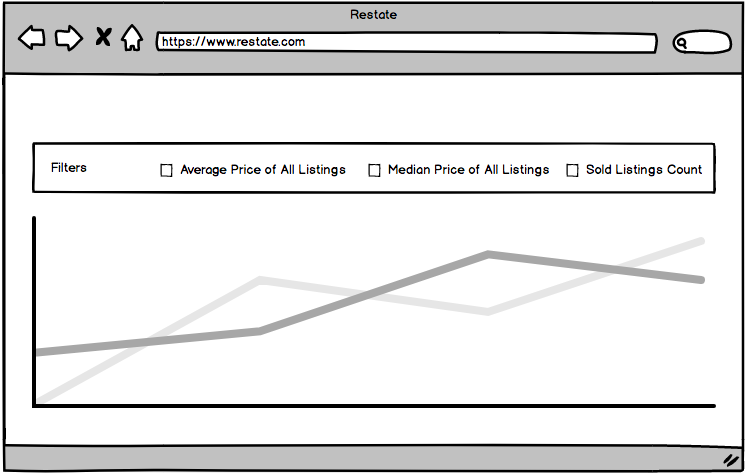 Restate
https://www.restate.com
Filters
Average Price of All Listings
Median Price of All Listings
Sold Listings Count